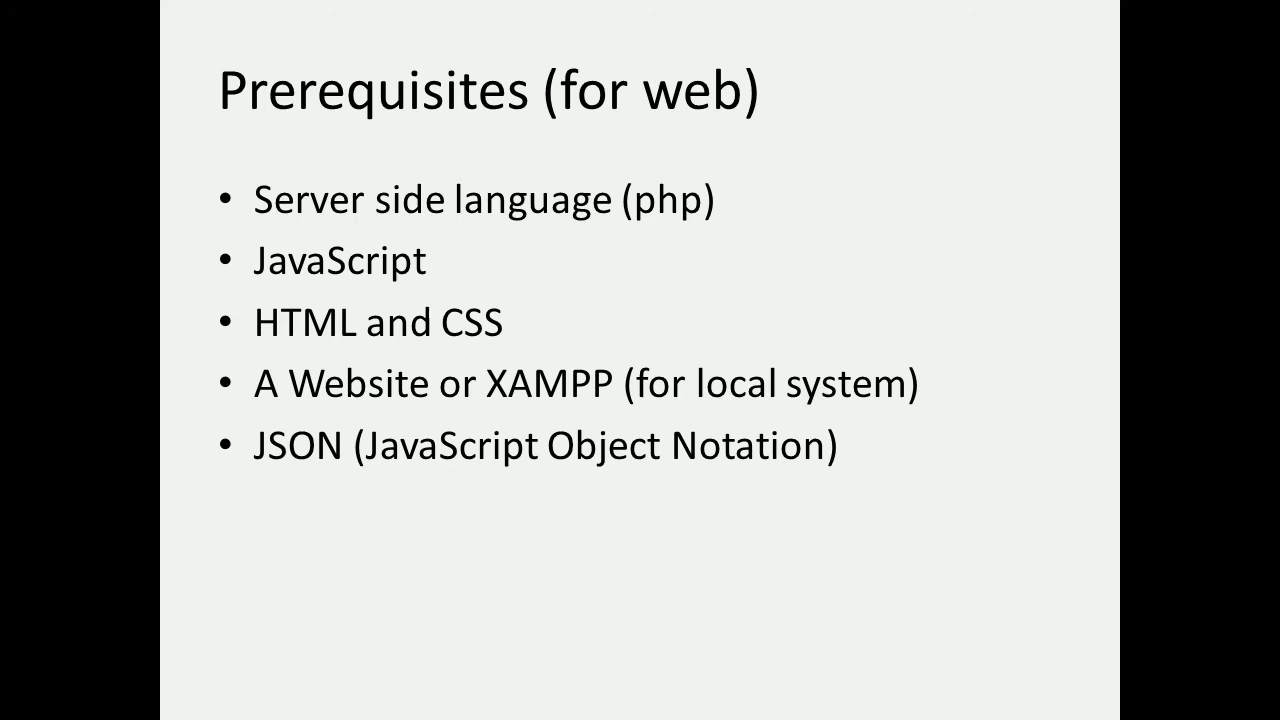 Prerequisites (for web)
• Server side language (php)
• JavaScript
• HTML and CSS
• A Website or XAMPP (for local system)
• JSON (JavaScript Object Notation)